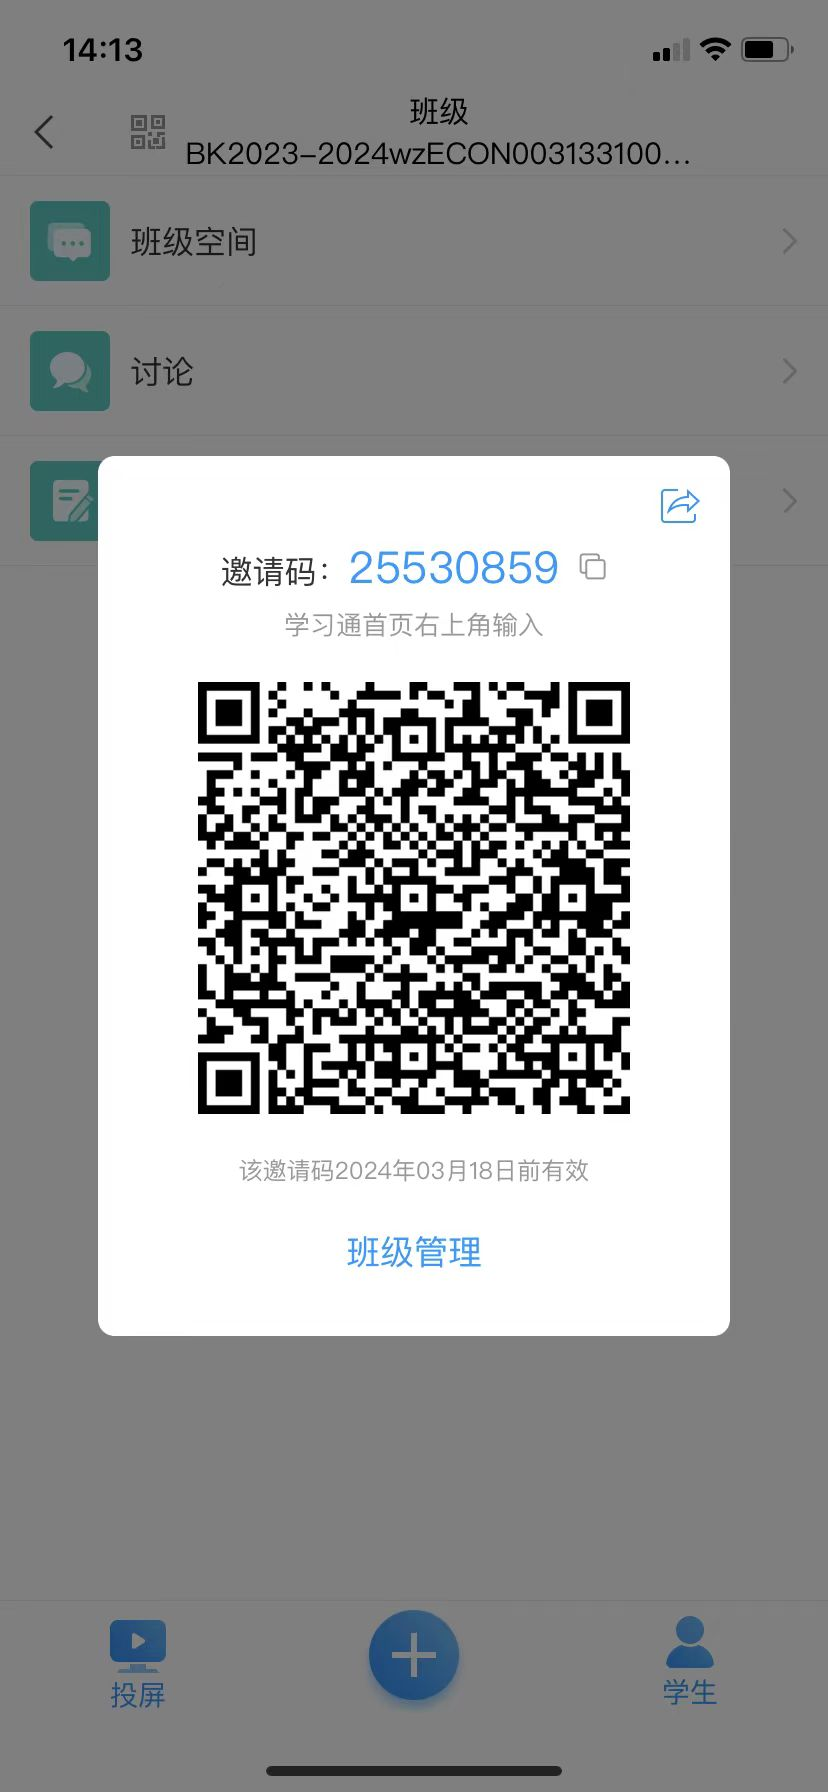 14:13
班级
BK2023-2024wzECON003133100...
班级空间
讨论
邀请码：25530859
学习通首页右上角输入
该邀请码2024年03月18日前有效
班级管理
投屏
学生